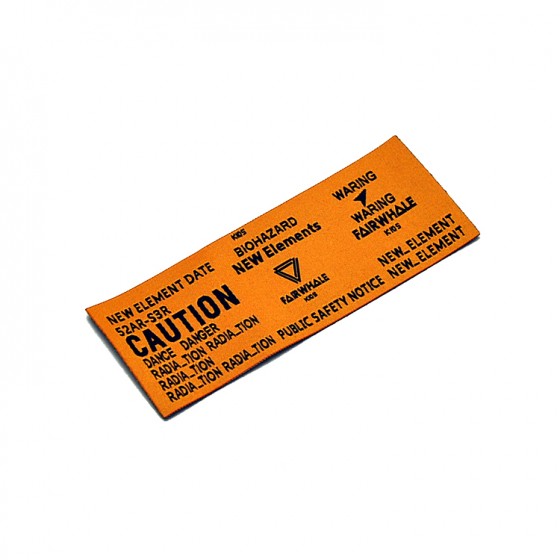 NEW ELEMENT DATE
52AR-S3R
CAUTION
DANCE DANGER
RADIA_TION RADIA_TION
RADIA_TION
RADIA_TION RADIATION PUBLIC SAFETY NOTICE
KIDS
BIOHAZARD
NEW Elements
FAIRWHALE
KIDS
WARING
WARING
FAIRWHALE
KIDS
NEW_ELEMENT
NEW_ELEMENT